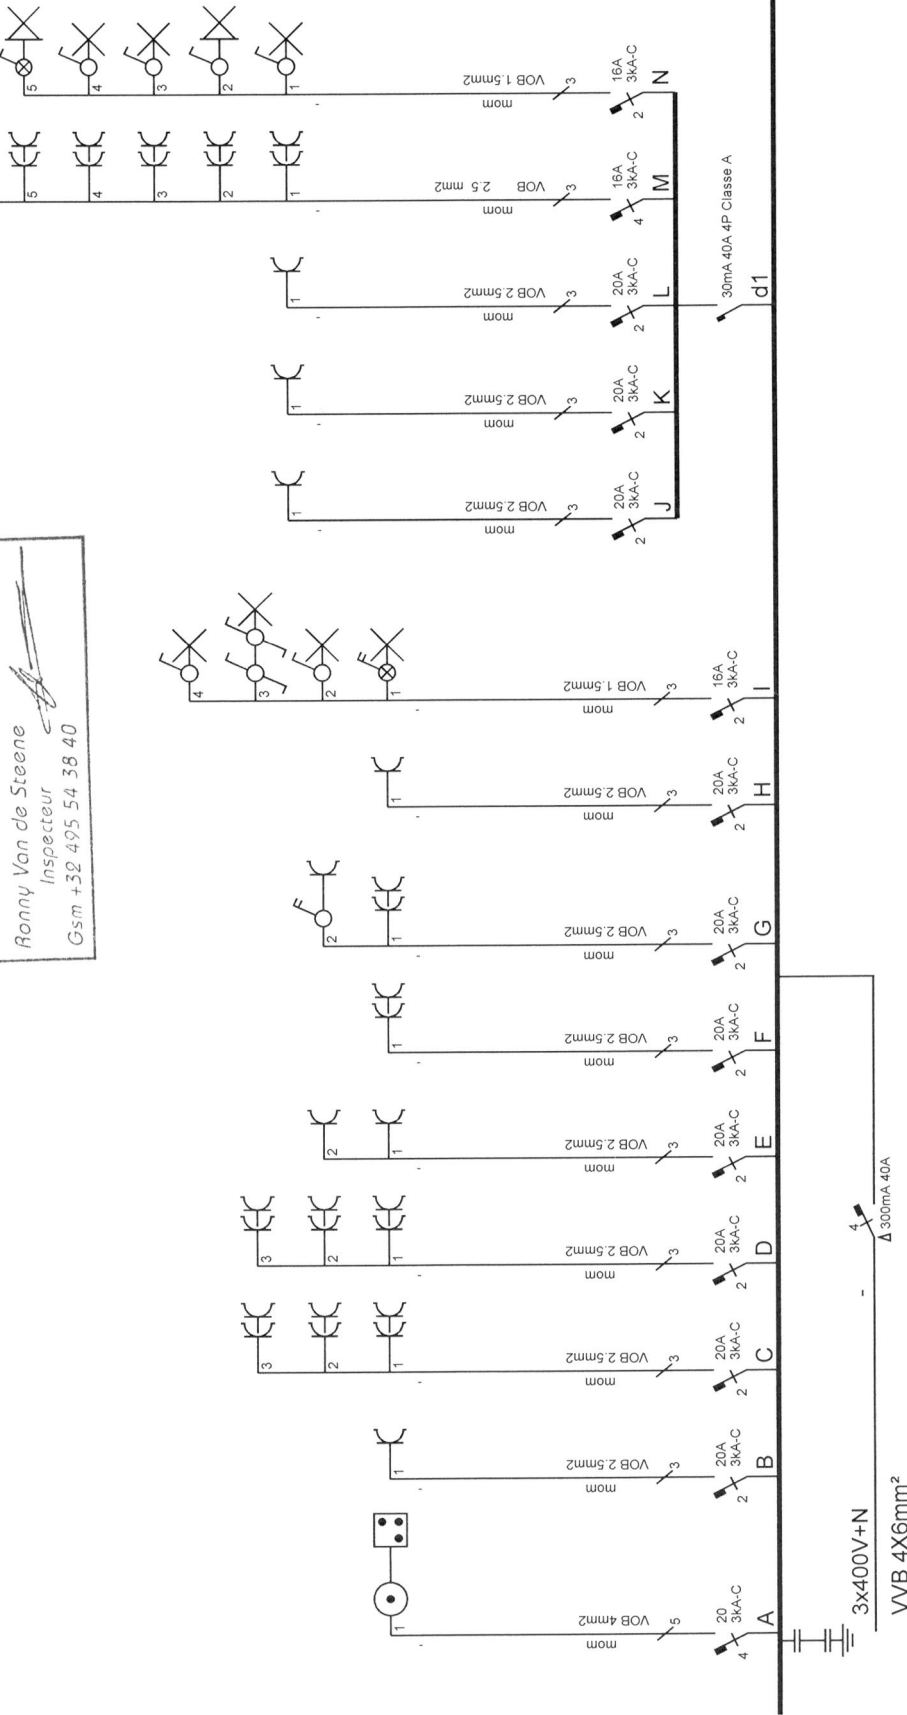 Ronny Van de Steene
Inspecteur
Gsm +32 495 54 38 40
3x400V+N
VVB 4X6mm²
4
Δ 300mA 40A
1
VOB 4mm2
mom
5
20
3kA-C
4
A
1
VOB 2.5mm2
mom
3
20A
3kA-C
2
B
3
2
1
VOB 2.5mm2
mom
3
20A
3kA-C
2
C
3
2
1
VOB 2.5mm2
mom
3
20A
3kA-C
2
D
2
1
VOB 2.5mm2
mom
3
20A
3kA-C
2
E
1
VOB 2.5mm2
mom
3
20A
3kA-C
2
F
2
1
VOB 2.5mm2
mom
3
20A
3kA-C
2
G
1
VOB 2.5mm2
mom
3
20A
3kA-C
2
H
4
3
2
1
VOB 1.5mm2
mom
3
16A
3kA-C
2
I
1
VOB 2.5mm2
mom
3
20A
3kA-C
2
J
1
VOB 2.5mm2
mom
3
20A
3kA-C
2
K
1
VOB 2.5mm2
mom
3
20A
3kA-C
2
L
5
4
3
2
1
VOB 2.5 mm2
mom
3
16A
3kA-C
4
M
5
4
3
2
1
VOB 1.5mm2
mom
3
16A
3kA-C
2
N
30mA 40A 4P Classe A
d1